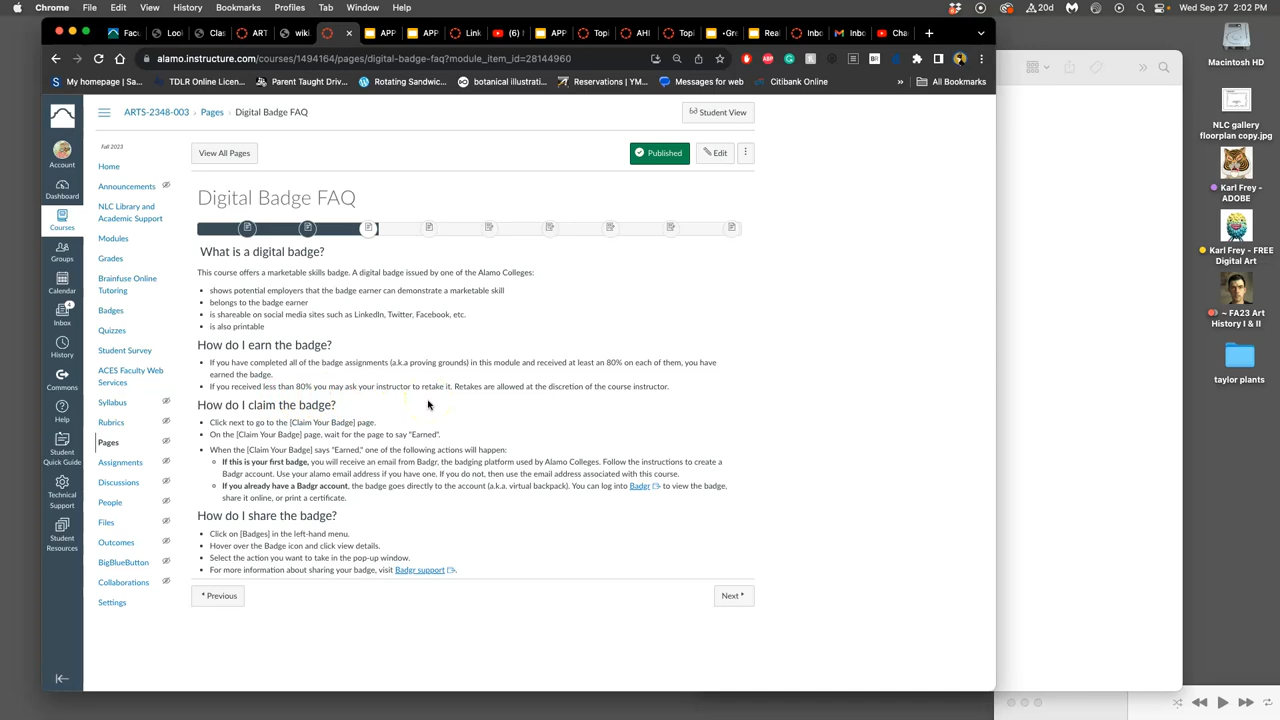 Chrome File Edit View History Bookmarks Profiles Tab Window Help
20d Wed Sep 27 2:02 PM
Fac Look Clas ART wiki APP APP Link (6) APP Topi AHI Topi •Gre Real Inbo Inbo Cha
alamo.instructure.com/courses/1494164/pages/digital-badge-faq?module_item_id=28144960
My homepage | Sa... TDLR Online Licen... Parent Taught Driv... Rotating Sandwic... botanical illustrati... Reservations | YM... Messages for web Citibank Online » All Bookmarks
ARTS-2348-003 › Pages › Digital Badge FAQ
Student View
Account
Dashboard
Courses
Groups
Calendar
4
Inbox
History
Commons
Help
Student
Quick Guide
Technical
Support
Student
Resources
Fall 2023
Home
Announcements
NLC Library and
Academic Support
Modules
Grades
Brainfuse Online
Tutoring
Badges
Quizzes
Student Survey
ACES Faculty Web
Services
Syllabus
Rubrics
Pages
Assignments
Discussions
People
Files
Outcomes
BigBlueButton
Collaborations
Settings
View All Pages
Published
Edit
Digital Badge FAQ
What is a digital badge?
This course offers a marketable skills badge. A digital badge issued by one of the Alamo Colleges:
• shows potential employers that the badge earner can demonstrate a marketable skill
• belongs to the badge earner
• is shareable on social media sites such as LinkedIn, Twitter, Facebook, etc.
• is also printable
How do I earn the badge?
• If you have completed all of the badge assignments (a.k.a proving grounds) in this module and received at least an 80% on each of them, you have
earned the badge.
• If you received less than 80% you may ask your instructor to retake it. Retakes are allowed at the discretion of the course instructor.
How do I claim the badge?
• Click next to go to the [Claim Your Badge] page.
• On the [Claim Your Badge] page, wait for the page to say "Earned".
• When the [Claim Your Badge] says "Earned," one of the following actions will happen:
If this is your first badge, you will receive an email from Badgr, the badging platform used by Alamo Colleges. Follow the instructions to create a
Badgr account. Use your alamo email address if you have one. If you do not, then use the email address associated with this course.
If you already have a Badgr account, the badge goes directly to the account (a.k.a. virtual backpack). You can log into Badgr to view the badge,
share it online, or print a certificate.
How do I share the badge?
• Click on [Badges] in the left-hand menu.
• Hover over the Badge icon and click view details.
• Select the action you want to take in the pop-up window.
• For more information about sharing your badge, visit Badgr support.
Previous
Next
Macintosh HD
NLC gallery
floorplan copy.jpg
Karl Frey -
ADOBE
Karl Frey - FREE
Digital Art
~ FA23 Art
History I & II
taylor plants